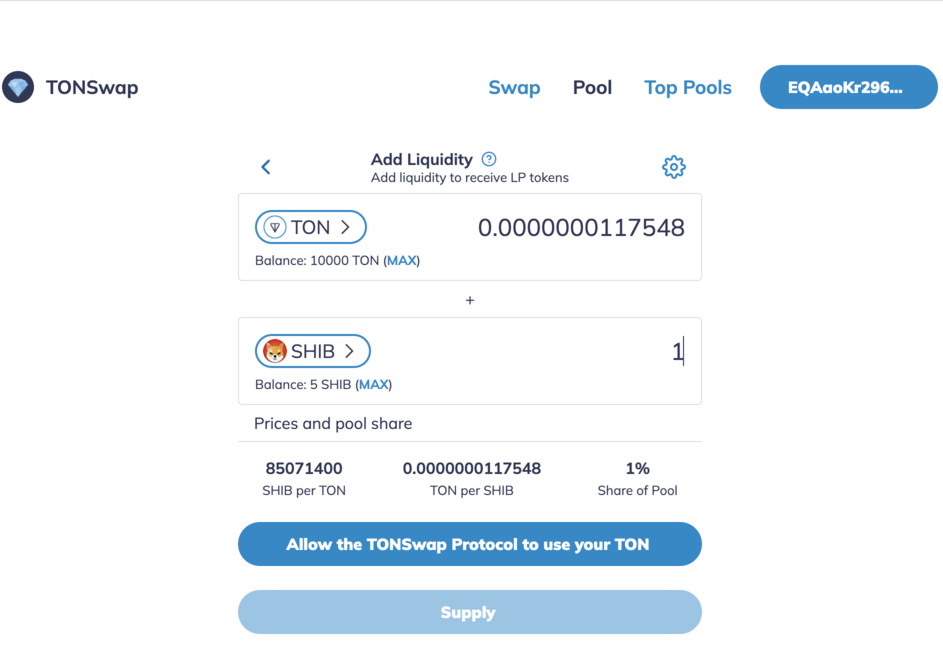 TONSwap
Swap
Pool
Top Pools
EQAaoKr296...
Add Liquidity ?
Add liquidity to receive LP tokens
TON
0.0000000117548
Balance: 10000 TON (MAX)
+
SHIB
1
Balance: 5 SHIB (MAX)
Prices and pool share
85071400
SHIB per TON
0.0000000117548
TON per SHIB
1%
Share of Pool
Allow the TONSwap Protocol to use your TON
Supply